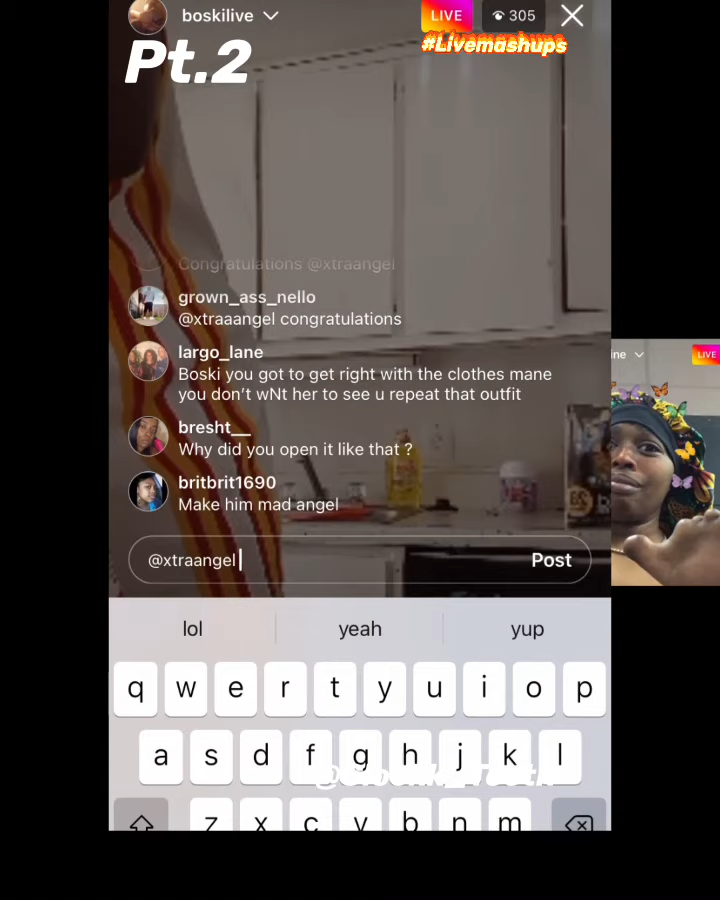 boskilive
LIVE
305
Pt.2
#Livemashups
Congratulations @xtraangel
grown_ass_nello
@xtraaangel congratulations
largo_lane
Boski you got to get right with the clothes mane
you don’t wNt her to see u repeat that outfit
bresht__
Why did you open it like that ?
britbrit1690
Make him mad angel
@xtraangel
Post
ine
LIVE
lol yeah yup
q w e r t y u i o p
a s d f g h j k l
z x c v b n m